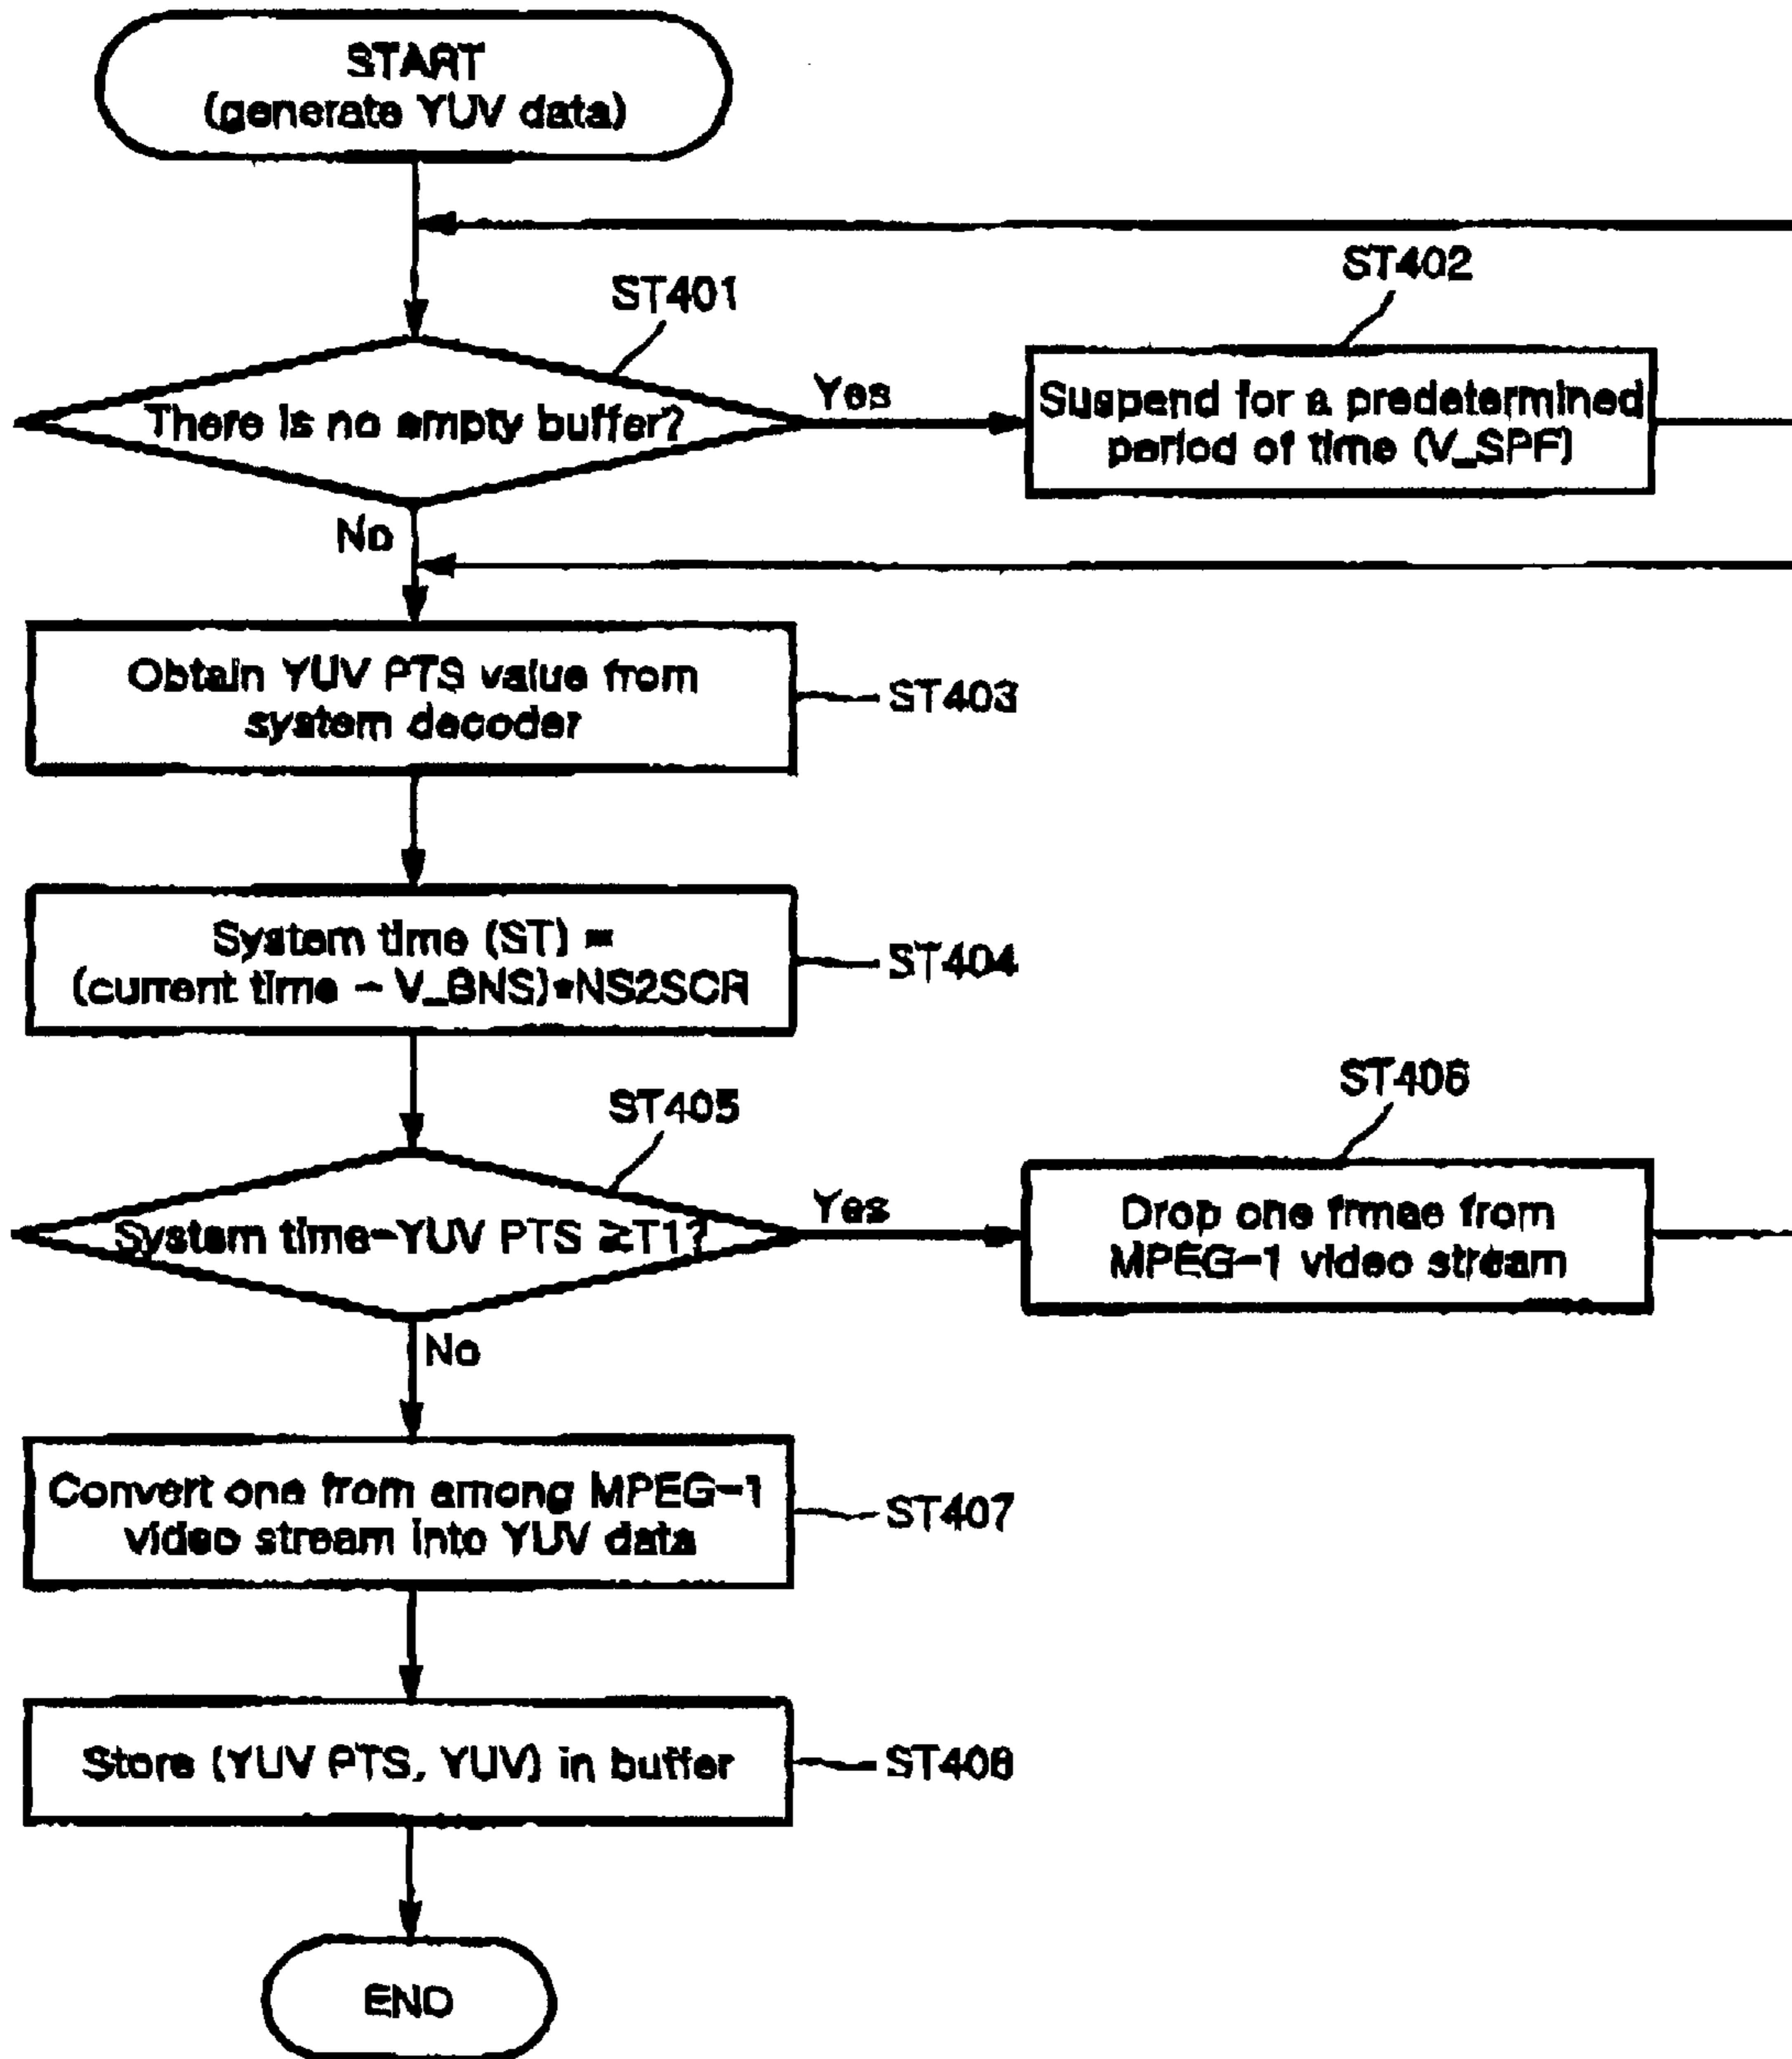 START
(generate YUV data)
ST401
ST402
There is no empty buffer?
Yes
Suspend for a predetermined
period of time (V_SPF)
No
Obtain YUV PTS value from
system decoder
ST403
System time (ST) =
(current time - V_BNS)*NS2SCR
ST404
ST405
ST406
System time-YUV PTS ≥T1?
Yes
Drop one frmae from
MPEG-1 video stream
No
Convert one from among MPEG-1
video stream into YUV data
ST407
Store (YUV PTS, YUV) in buffer
ST408
END